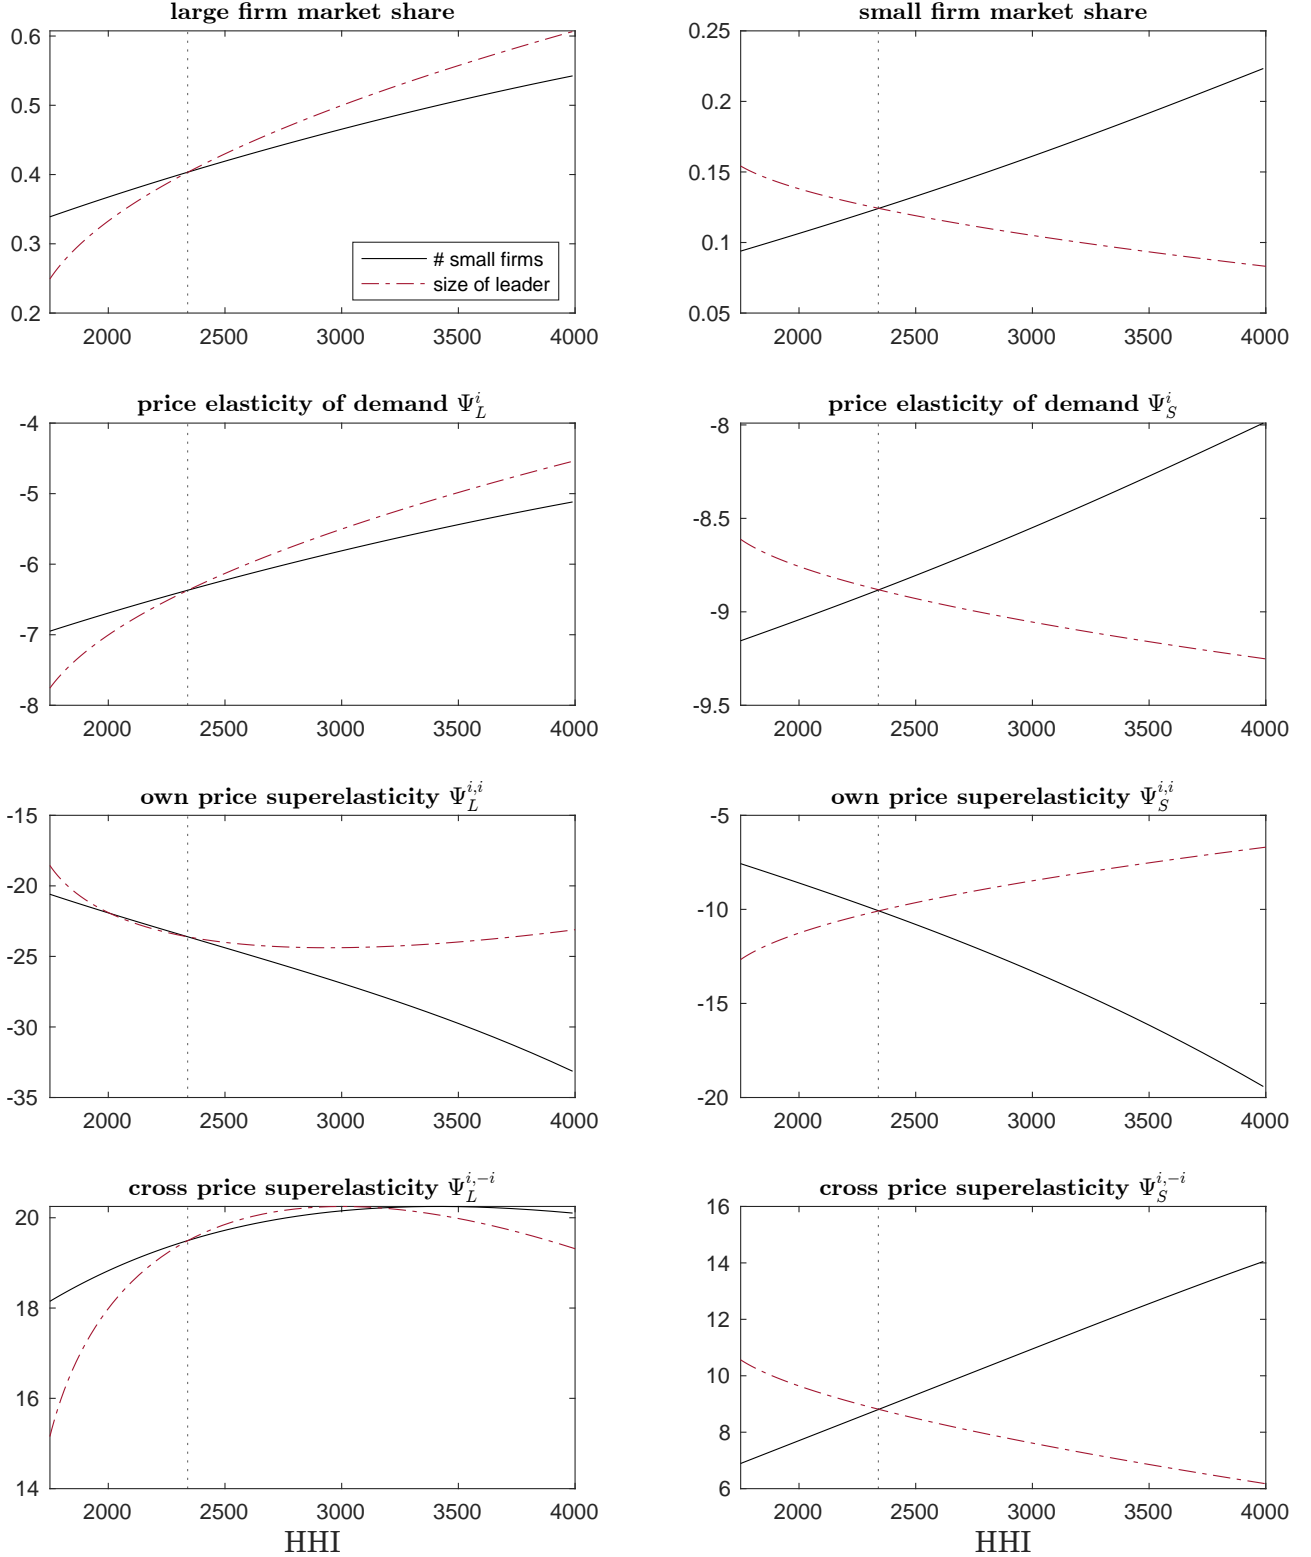 large firm market share
0.6
0.5
0.4
0.3
0.2
# small firms
size of leader
2000 2500 3000 3500 4000
small firm market share
0.25
0.2
0.15
0.1
0.05
2000 2500 3000 3500 4000
price elasticity of demand Ψ_L^i
-4
-5
-6
-7
-8
2000 2500 3000 3500 4000
price elasticity of demand Ψ_S^i
-8
-8.5
-9
-9.5
2000 2500 3000 3500 4000
own price superelasticity Ψ_L^{i,i}
-15
-20
-25
-30
-35
2000 2500 3000 3500 4000
own price superelasticity Ψ_S^{i,i}
-5
-10
-15
-20
2000 2500 3000 3500 4000
cross price superelasticity Ψ_L^{i,−i}
20
18
16
14
2000 2500 3000 3500 4000
HHI
cross price superelasticity Ψ_S^{i,−i}
16
14
12
10
8
6
2000 2500 3000 3500 4000
HHI